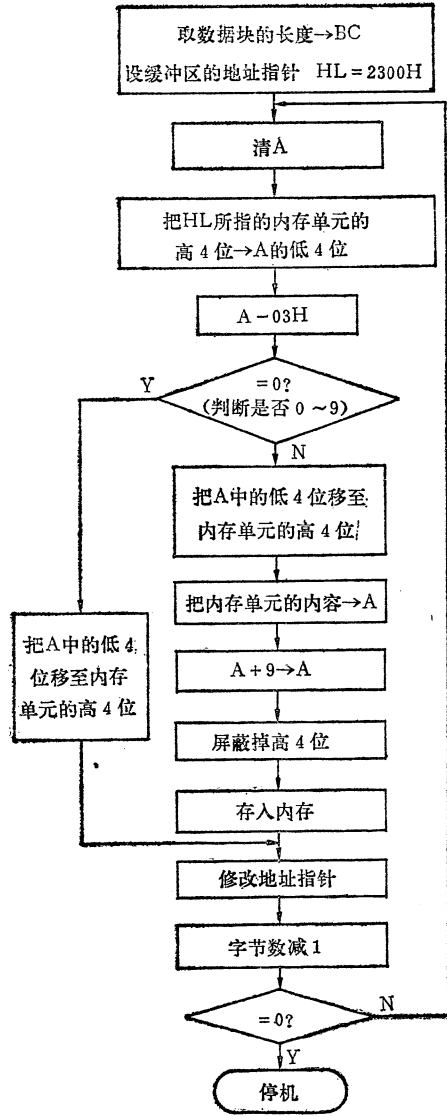 取数据块的长度→BC
设缓冲区的地址指针 HL=2300H
清A
把HL所指的内存单元的
高4位→A的低4位
A-03H
=0?
(判断是否0～9)
Y
N
把A中的低4位移至
内存单元的高4位
把内存单元的内容→A
A+9→A
屏蔽掉高4位
存入内存
把A中的低4
位移至内存
单元的高4位
修改地址指针
字节数减1
=0?
N
Y
停机